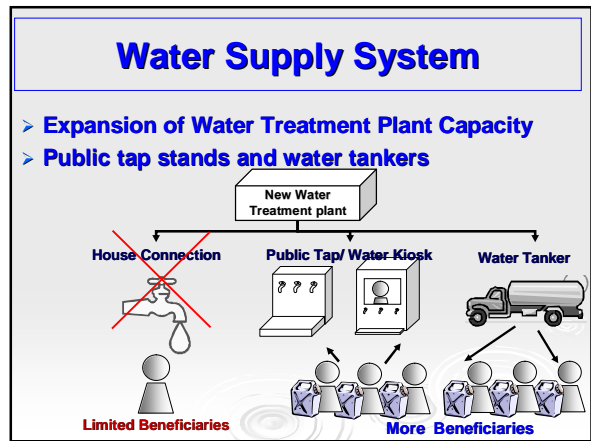 Water Supply System
Expansion of Water Treatment Plant Capacity
Public tap stands and water tankers
New Water
Treatment plant
House Connection
Public Tap/ Water Kiosk
Water Tanker
Limited Beneficiaries
More Beneficiaries